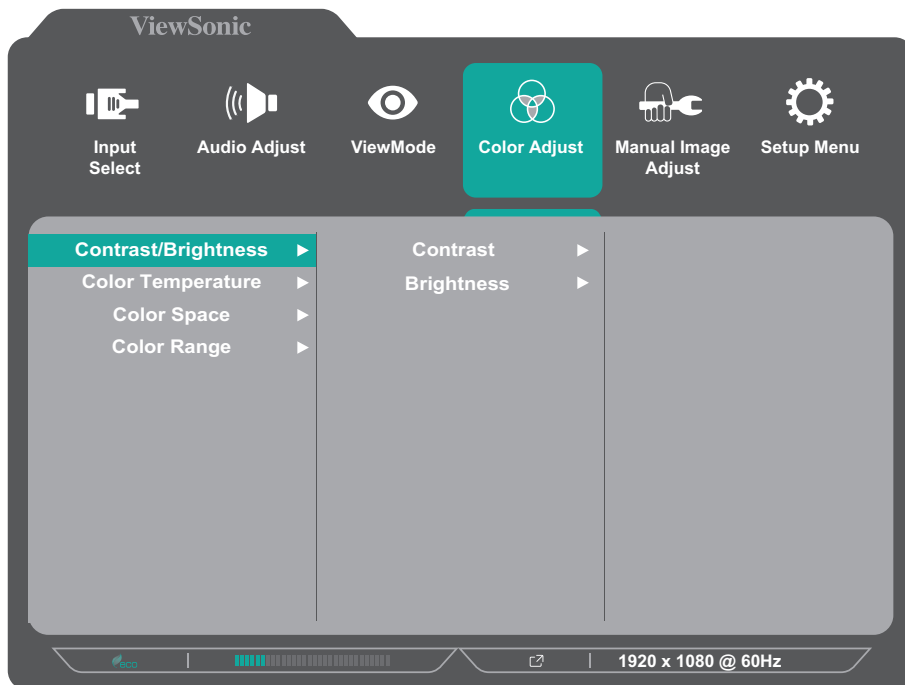 ViewSonic
Input Select
Audio Adjust
ViewMode
Color Adjust
Manual Image Adjust
Setup Menu
Contrast/Brightness
Color Temperature
Color Space
Color Range
Contrast
Brightness
eco
1920 x 1080 @ 60Hz